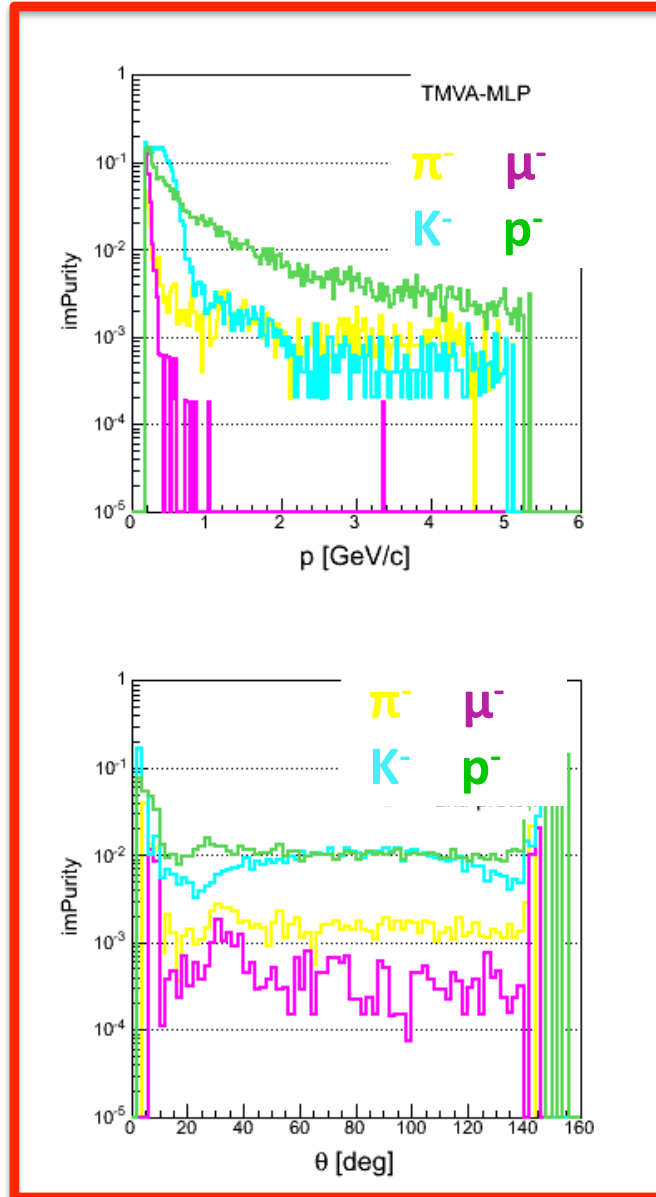 1
TMVA-MLP
10⁻¹
π⁻ μ⁻
K⁻ p⁻
10⁻²
imPurity
10⁻³
10⁻⁴
10⁻⁵
0 1 2 3 4 5 6
p [GeV/c]
1
π⁻ μ⁻
K⁻ p⁻
10⁻¹
10⁻²
imPurity
10⁻³
10⁻⁴
10⁻⁵
0 20 40 60 80 100 120 140 160
θ [deg]